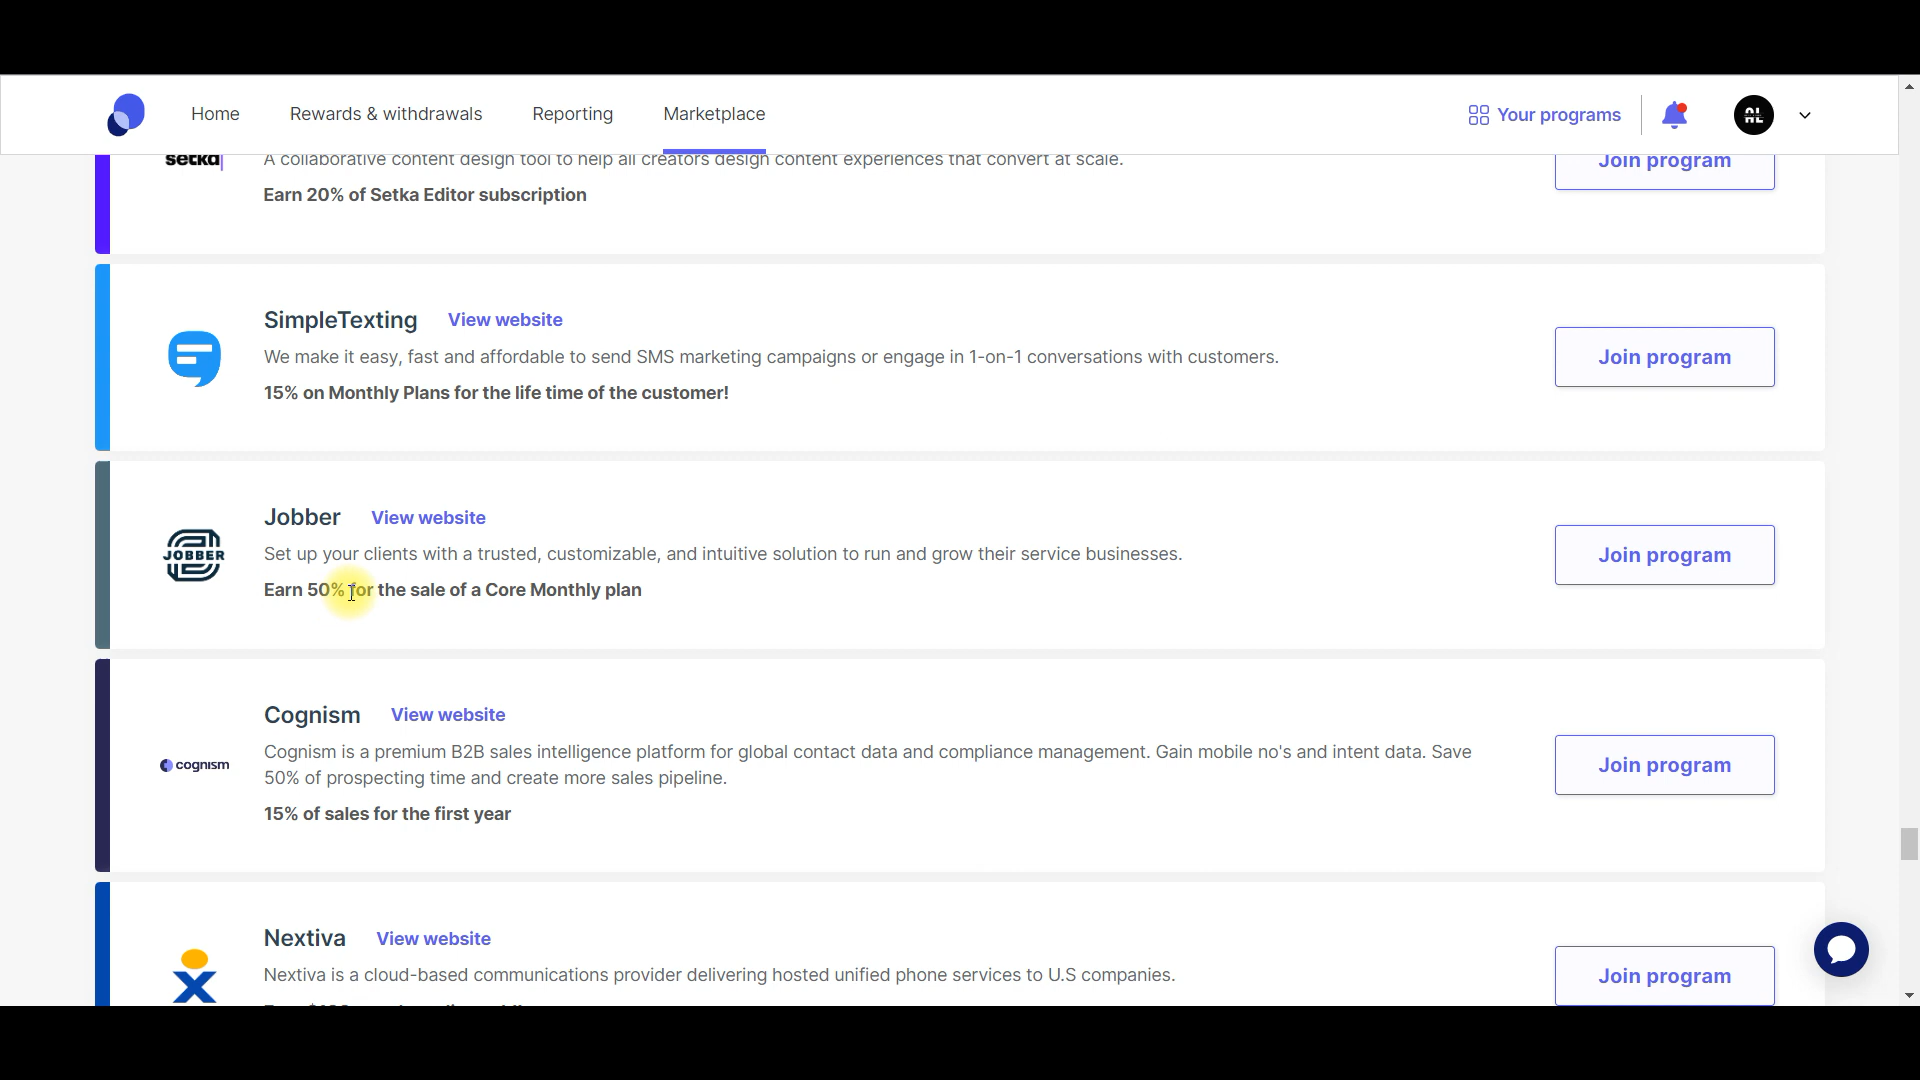 Home
Rewards & withdrawals
Reporting
Marketplace
Your programs
setka
A collaborative content design tool to help all creators design content experiences that convert at scale.
Earn 20% of Setka Editor subscription
Join program
SimpleTexting View website
We make it easy, fast and affordable to send SMS marketing campaigns or engage in 1-on-1 conversations with customers.
15% on Monthly Plans for the life time of the customer!
Join program
JOBBER
Jobber View website
Set up your clients with a trusted, customizable, and intuitive solution to run and grow their service businesses.
Earn 50% for the sale of a Core Monthly plan
Join program
cognism
Cognism View website
Cognism is a premium B2B sales intelligence platform for global contact data and compliance management. Gain mobile no's and intent data. Save
50% of prospecting time and create more sales pipeline.
15% of sales for the first year
Join program
Nextiva View website
Nextiva is a cloud-based communications provider delivering hosted unified phone services to U.S companies.
Join program